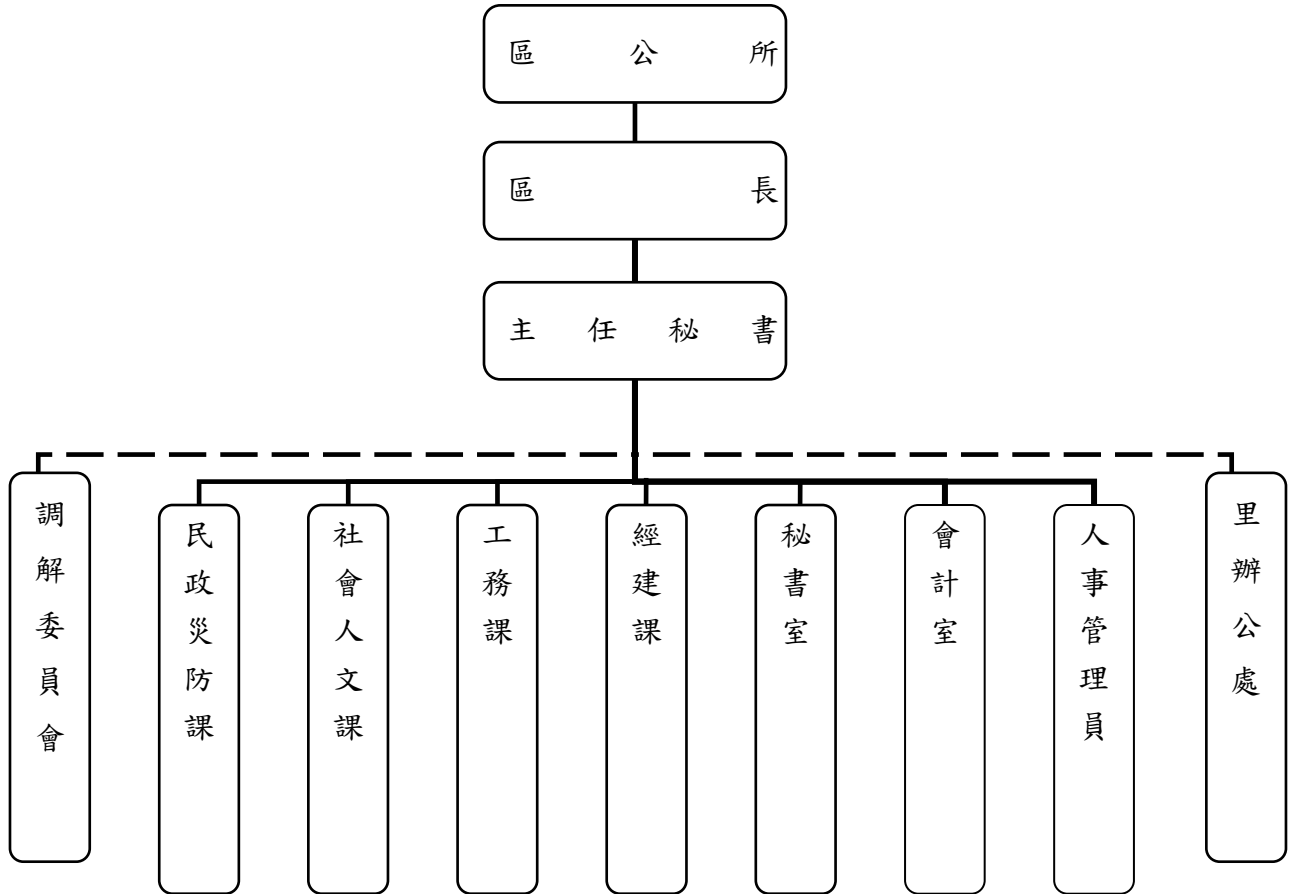 區公所
區長
主任秘書
調解委員會
民政災防課
社會人文課
工務課
經建課
秘書室
會計室
人事管理員
里辦公處